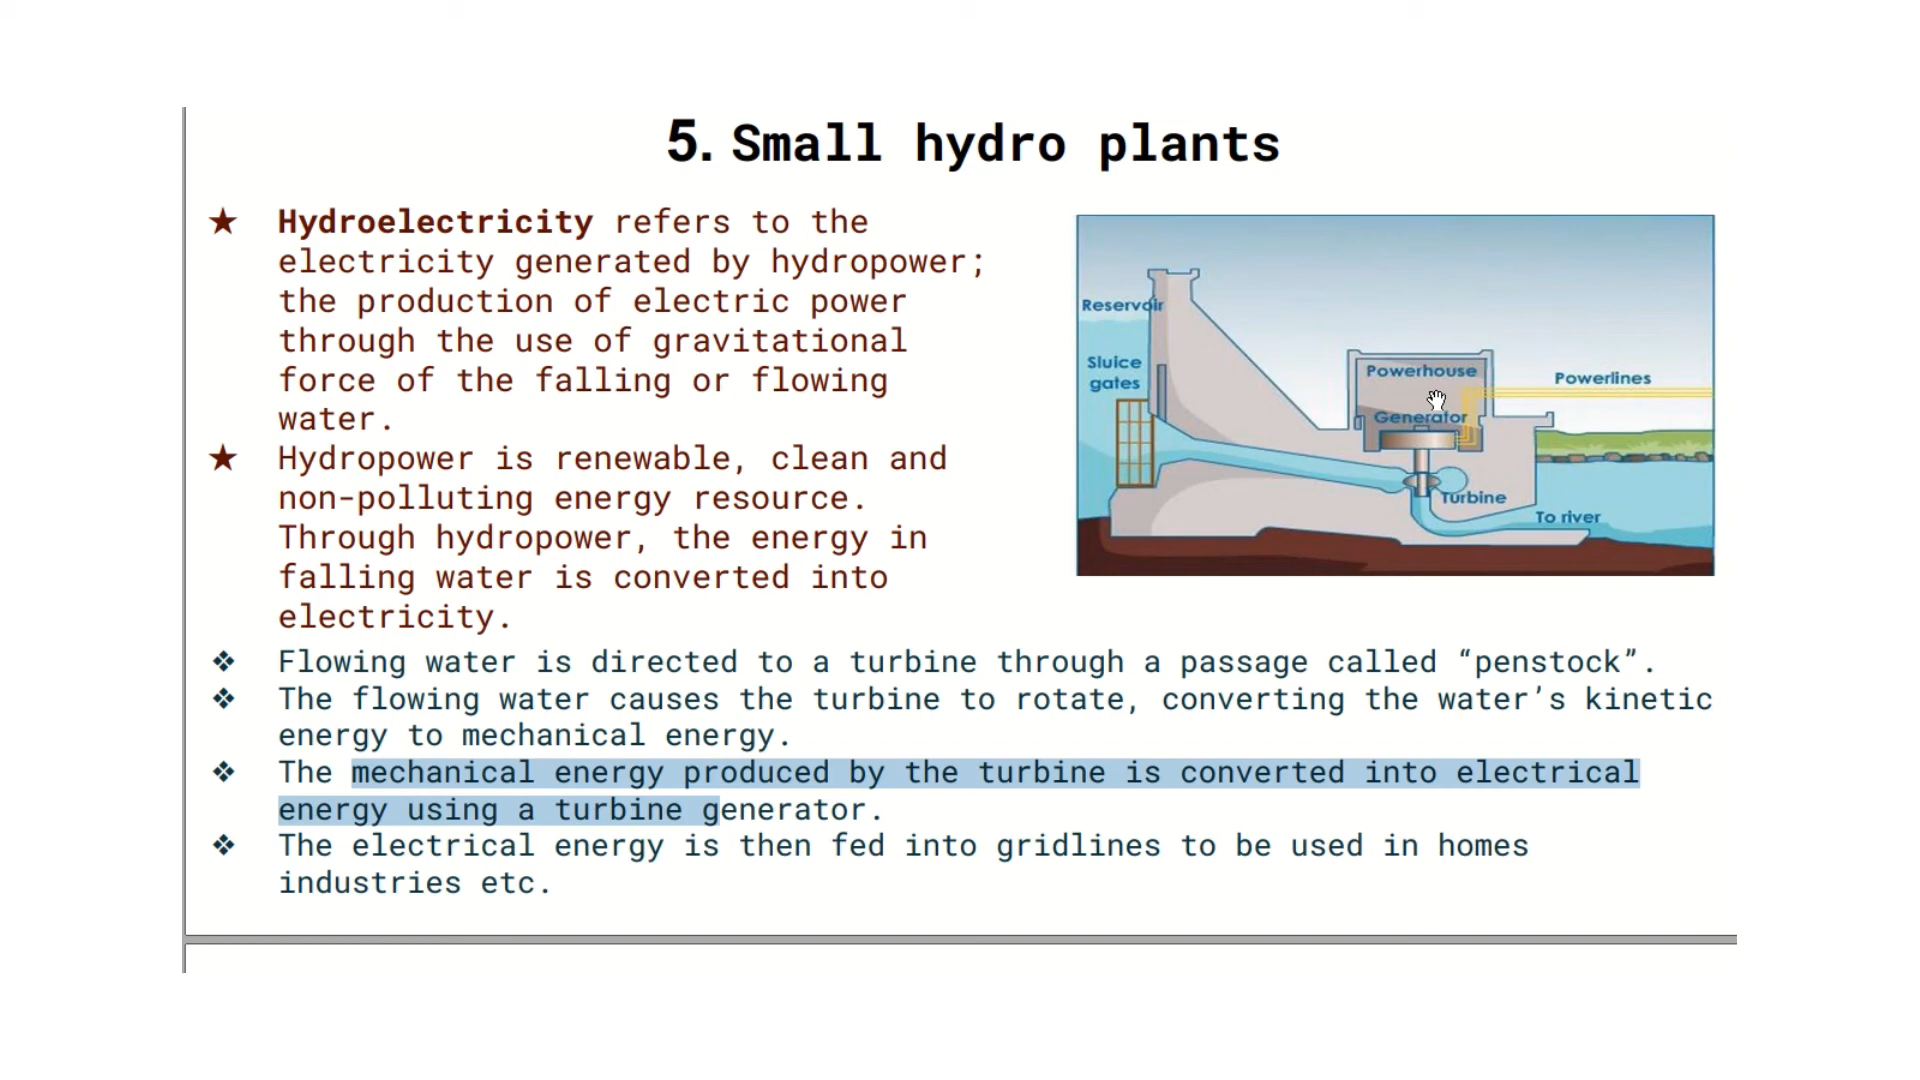 5. Small hydro plants
★ Hydroelectricity refers to the
electricity generated by hydropower;
the production of electric power
through the use of gravitational
force of the falling or flowing
water.
★ Hydropower is renewable, clean and
non-polluting energy resource.
Through hydropower, the energy in
falling water is converted into
electricity.
Reservoir
Sluice
gates
Powerhouse
Generator
Powerlines
Turbine
To river
❖ Flowing water is directed to a turbine through a passage called “penstock”.
❖ The flowing water causes the turbine to rotate, converting the water’s kinetic
energy to mechanical energy.
❖ The mechanical energy produced by the turbine is converted into electrical
energy using a turbine generator.
❖ The electrical energy is then fed into gridlines to be used in homes
industries etc.